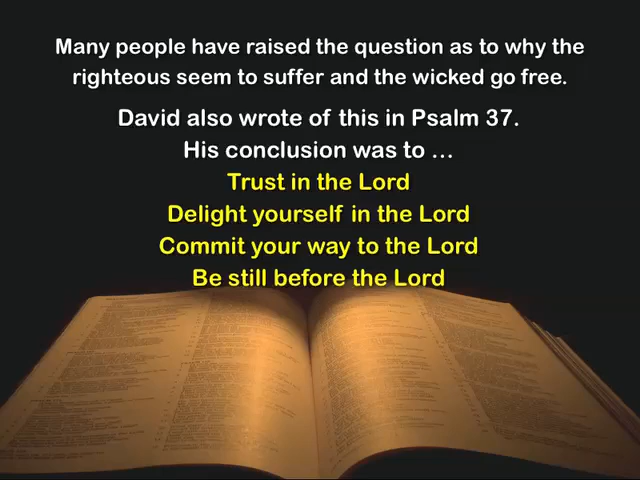 Many people have raised the question as to why the
righteous seem to suffer and the wicked go free.
David also wrote of this in Psalm 37.
His conclusion was to …
Trust in the Lord
Delight yourself in the Lord
Commit your way to the Lord
Be still before the Lord